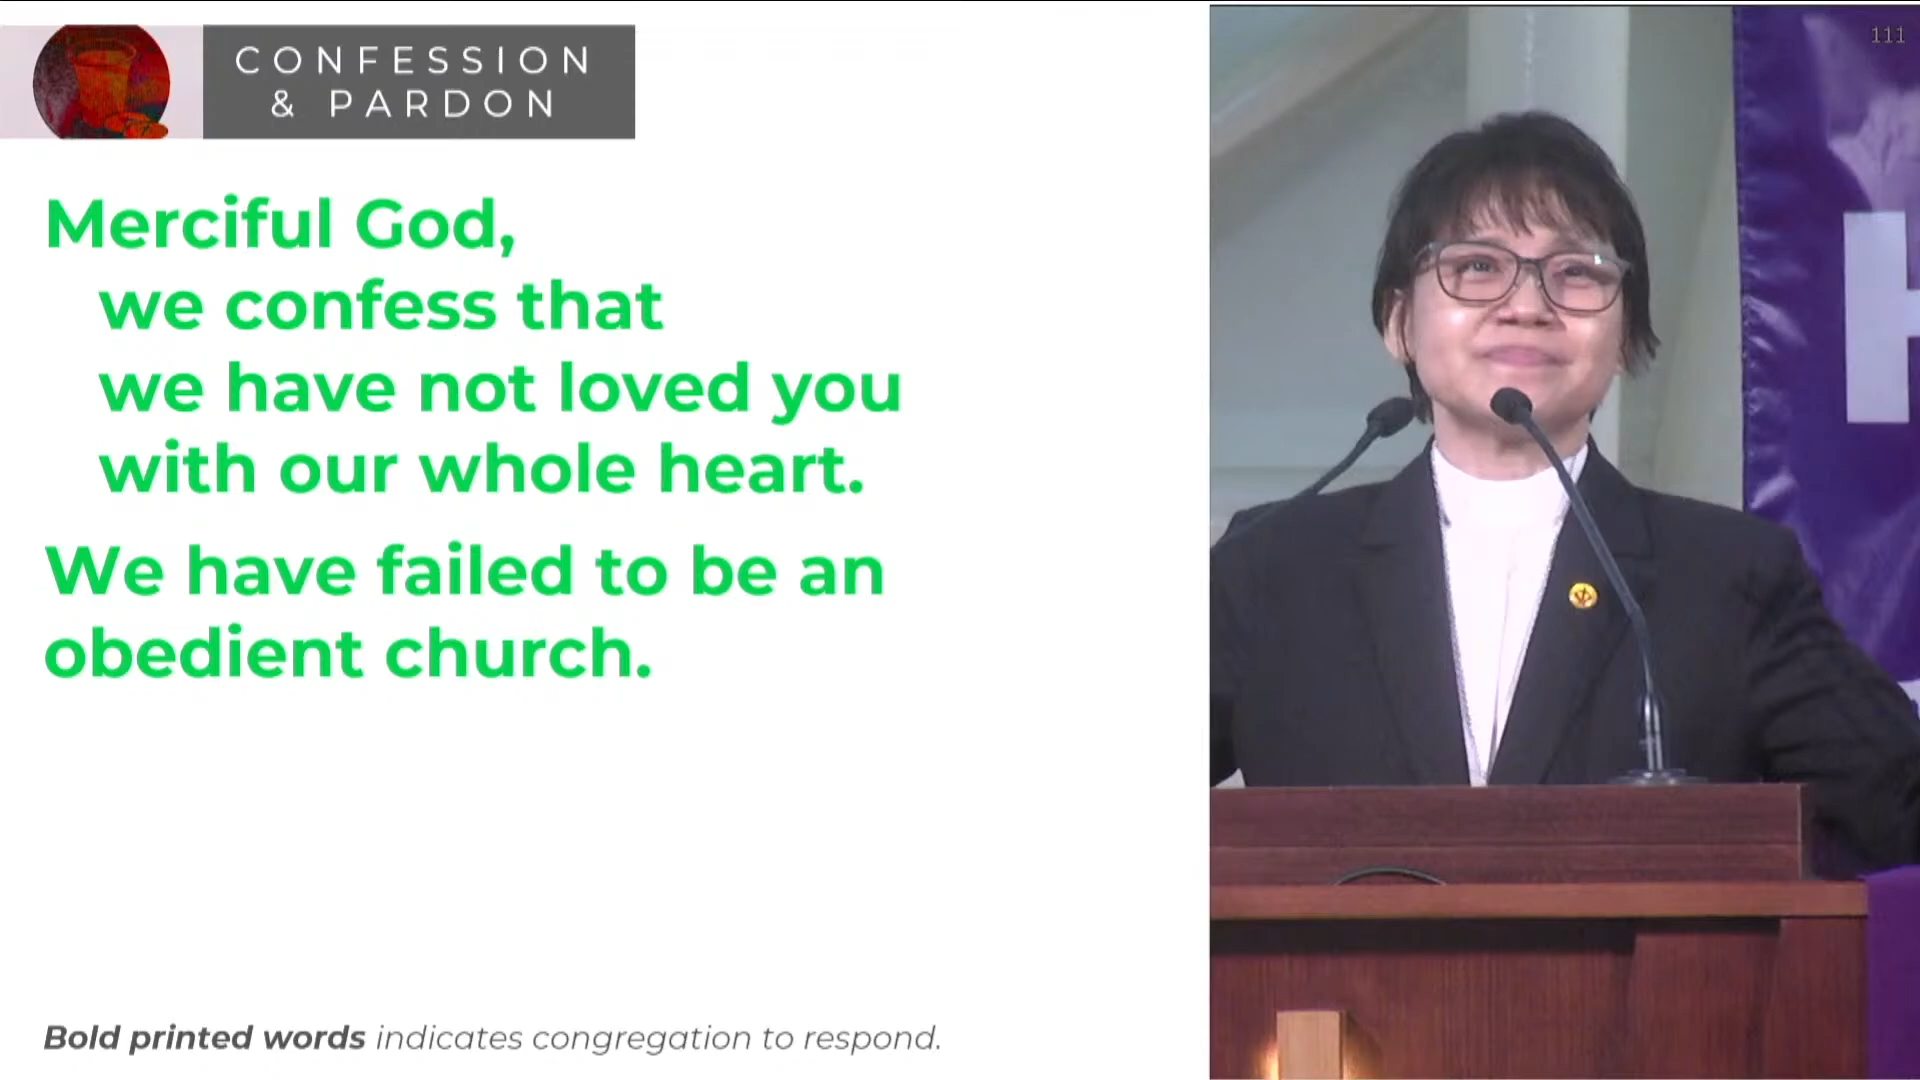 CONFESSION
& PARDON
Merciful God,
we confess that
we have not loved you
with our whole heart.
We have failed to be an
obedient church.
Bold printed words indicates congregation to respond.
111
H